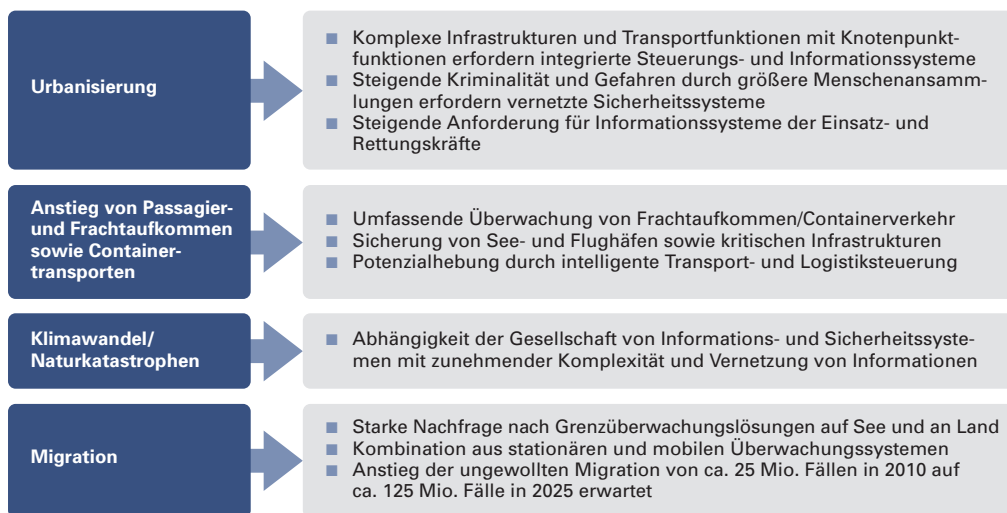 Urbanisierung
■ Komplexe Infrastrukturen und Transportfunktionen mit Knotenpunkt-
funktionen erfordern integrierte Steuerungs- und Informationssysteme
■ Steigende Kriminalität und Gefahren durch größere Menschenansamm-
lungen erfordern vernetzte Sicherheitssysteme
■ Steigende Anforderung für Informationssysteme der Einsatz- und
Rettungskräfte
Anstieg von Passagier-
und Frachtaufkommen
sowie Container-
transporten
■ Umfassende Überwachung von Frachtaufkommen/Containerverkehr
■ Sicherung von See- und Flughäfen sowie kritischen Infrastrukturen
■ Potenzialhebung durch intelligente Transport- und Logistiksteuerung
Klimawandel/
Naturkatastrophen
■ Abhängigkeit der Gesellschaft von Informations- und Sicherheitssyste-
men mit zunehmender Komplexität und Vernetzung von Informationen
Migration
■ Starke Nachfrage nach Grenzüberwachungslösungen auf See und an Land
■ Kombination aus stationären und mobilen Überwachungssystemen
■ Anstieg der ungewollten Migration von ca. 25 Mio. Fällen in 2010 auf
ca. 125 Mio. Fälle in 2025 erwartet